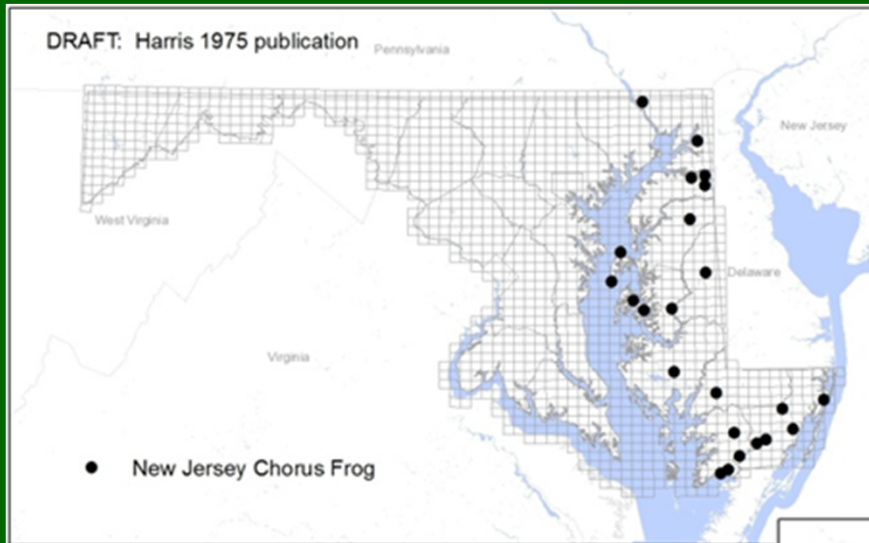 DRAFT: Harris 1975 publication
Pennsylvania
New Jersey
West Virginia
Delaware
Virginia
New Jersey Chorus Frog